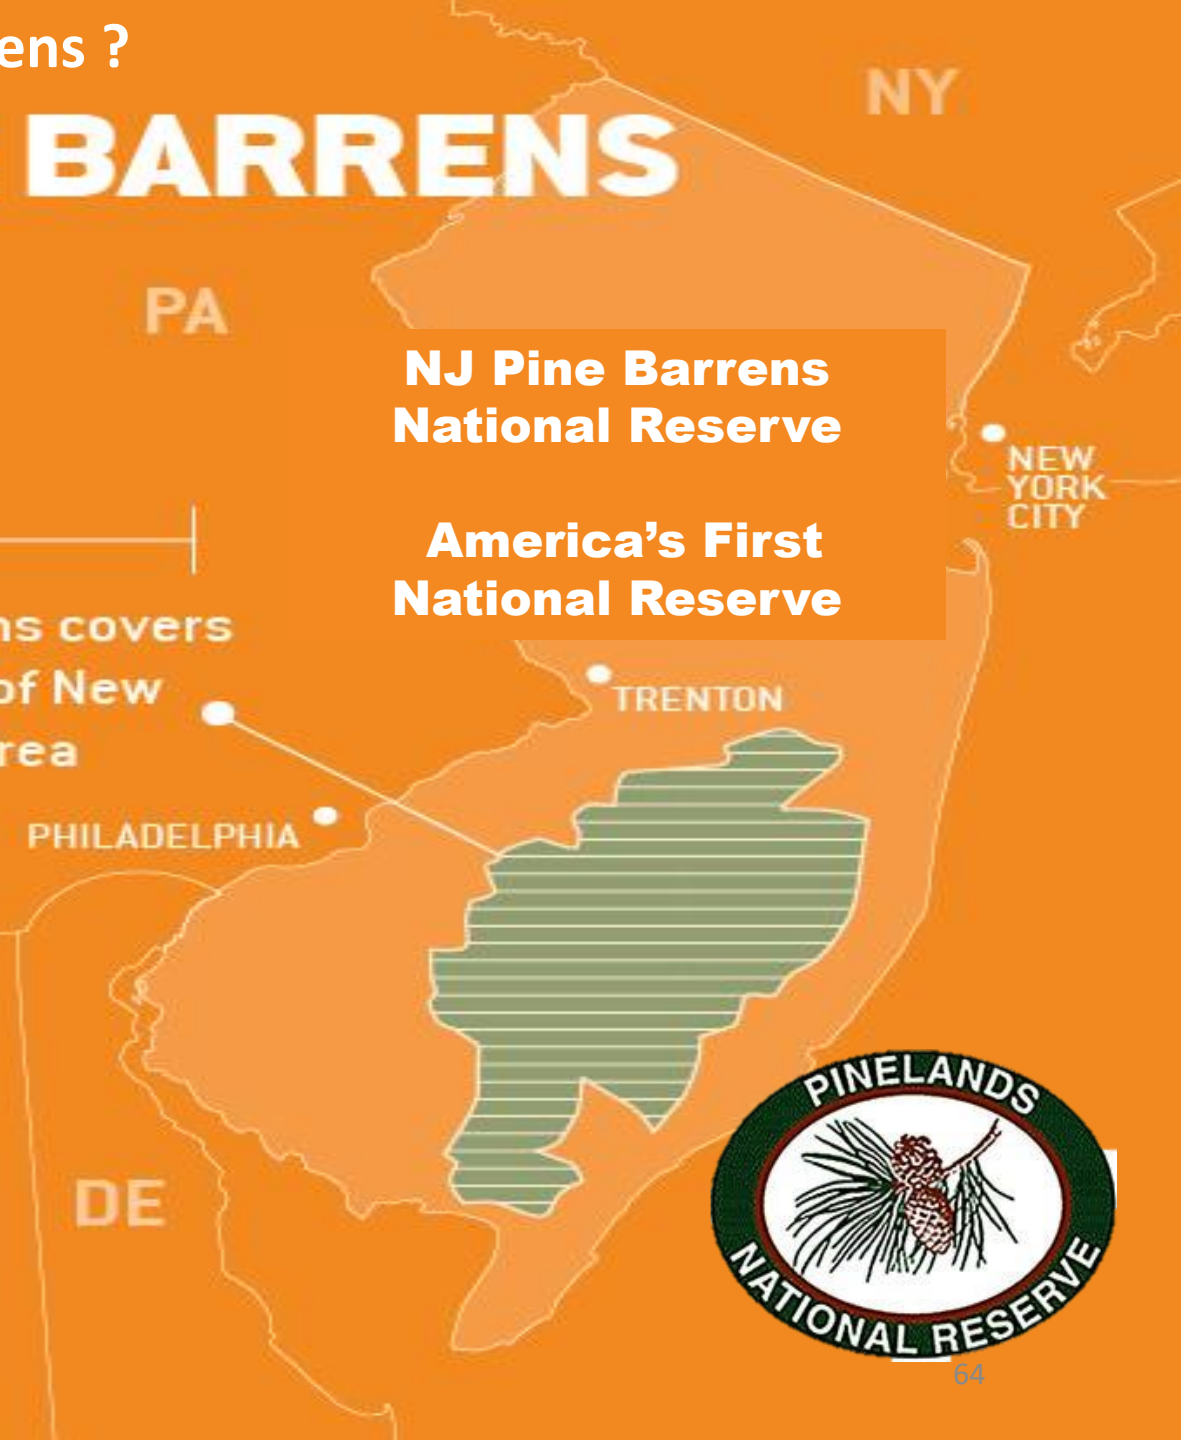 ens ?
BARRENS
NY
PA
NJ Pine Barrens
National Reserve
America’s First
National Reserve
NEW
YORK
CITY
ns covers
of New
rea
TRENTON
PHILADELPHIA
DE
PINELANDS
NATIONAL RESERVE
64